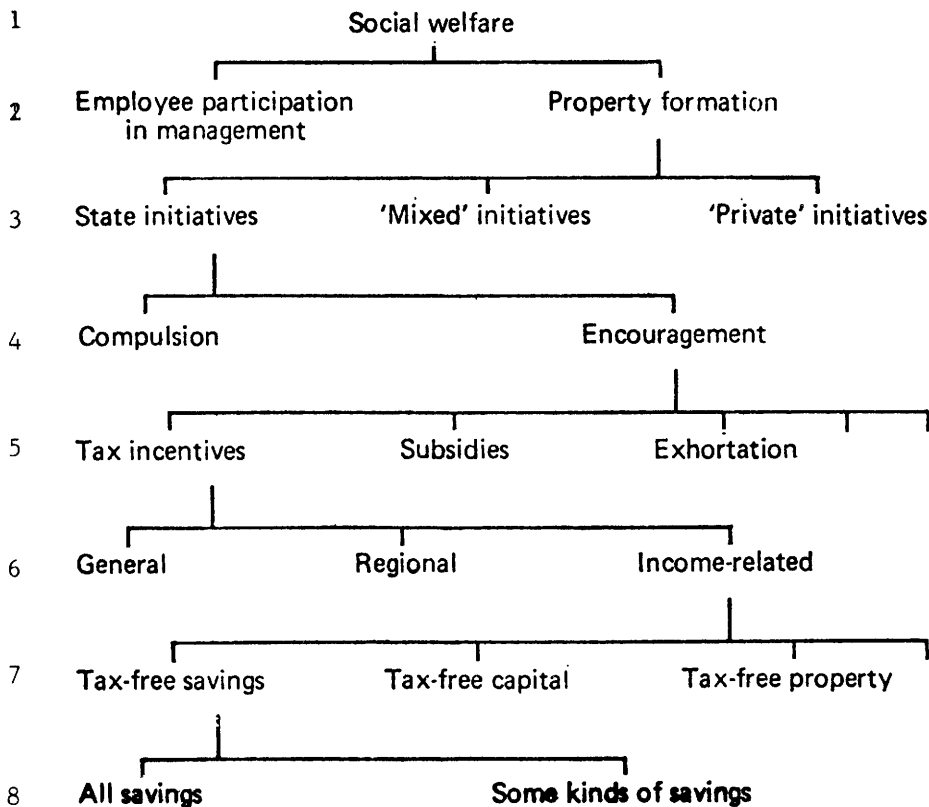 1 Social welfare
2 Employee participation in management Property formation
3 State initiatives 'Mixed' initiatives 'Private' initiatives
4 Compulsion Encouragement
5 Tax incentives Subsidies Exhortation
6 General Regional Income-related
7 Tax-free savings Tax-free capital Tax-free property
8 All savings Some kinds of savings